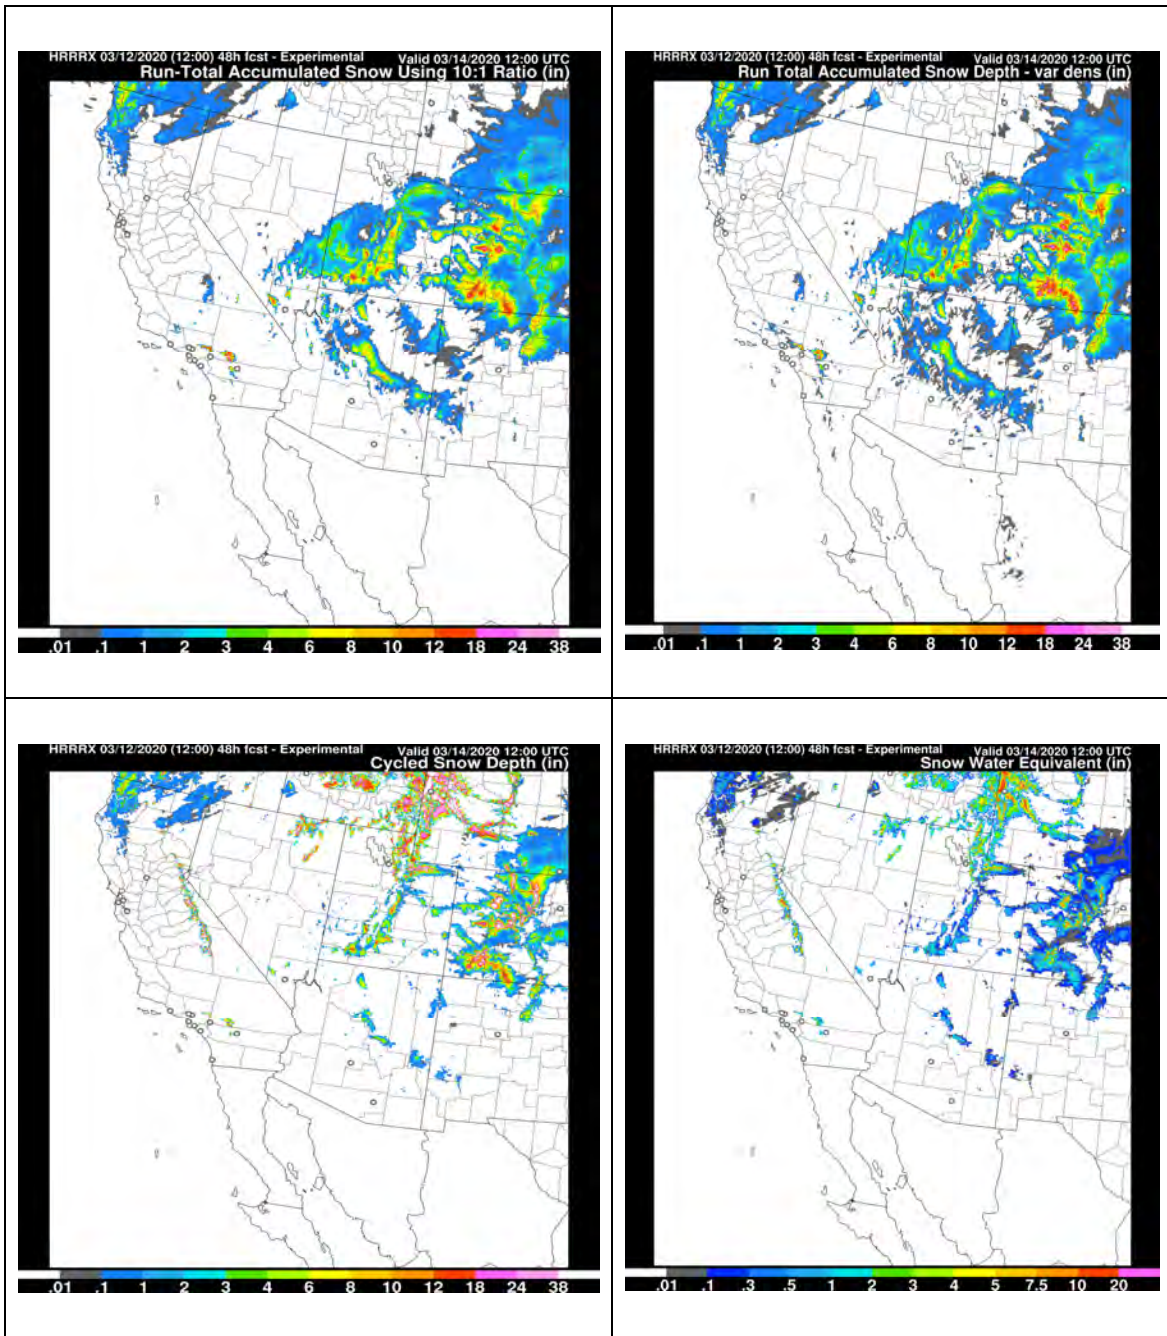 HRRRX 03/12/2020 (12:00) 48h fcst - Experimental Valid 03/14/2020 12:00 UTC
Run-Total Accumulated Snow Using 10:1 Ratio (in)
.01 .1 1 2 3 4 6 8 10 12 18 24 38
HRRRX 03/12/2020 (12:00) 48h fcst - Experimental Valid 03/14/2020 12:00 UTC
Run Total Accumulated Snow Depth - var dens (in)
.01 .1 1 2 3 4 6 8 10 12 18 24 38
HRRRX 03/12/2020 (12:00) 48h fcst - Experimental Valid 03/14/2020 12:00 UTC
Cycled Snow Depth (in)
.01 .1 1 2 3 4 6 8 10 12 18 24 38
HRRRX 03/12/2020 (12:00) 48h fcst - Experimental Valid 03/14/2020 12:00 UTC
Snow Water Equivalent (in)
.01 .1 .3 .5 1 2 3 4 5 7.5 10 20